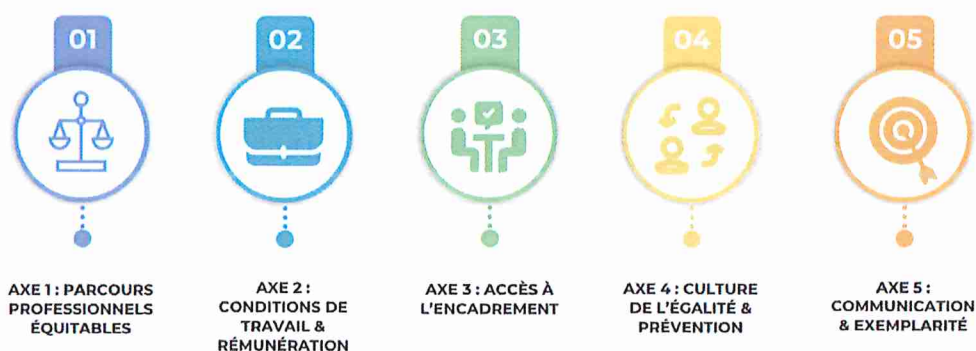 01
02
03
04
05
AXE 1 : PARCOURS
PROFESSIONNELS
ÉQUITABLES
AXE 2 :
CONDITIONS DE
TRAVAIL &
RÉMUNÉRATION
AXE 3 : ACCÈS À
L'ENCADREMENT
AXE 4 : CULTURE
DE L'ÉGALITÉ &
PRÉVENTION
AXE 5 :
COMMUNICATION
& EXEMPLARITÉ